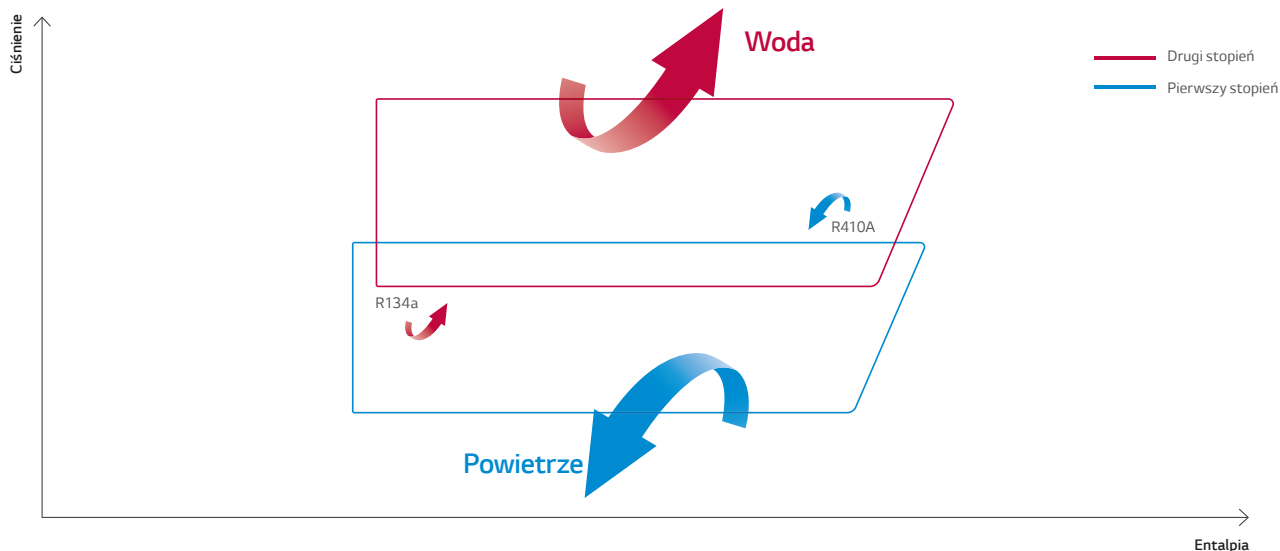 Ciśnienie
Woda
Drugi stopień
Pierwszy stopień
R410A
R134a
Powietrze
Entalpia